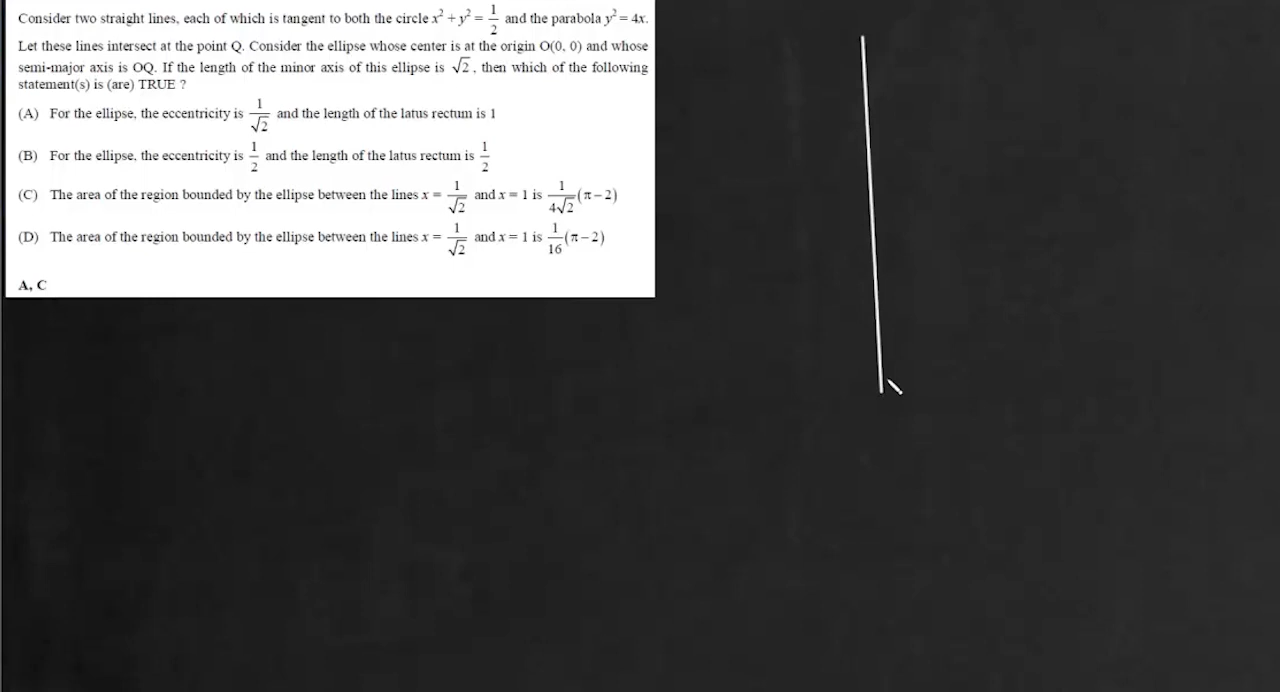 Consider two straight lines, each of which is tangent to both the circle x² + y² = 1/2 and the parabola y² = 4x.
Let these lines intersect at the point Q. Consider the ellipse whose center is at the origin O(0, 0) and whose
semi-major axis is OQ. If the length of the minor axis of this ellipse is √2, then which of the following
statement(s) is (are) TRUE ?
(A) For the ellipse, the eccentricity is 1/√2 and the length of the latus rectum is 1
(B) For the ellipse, the eccentricity is 1/2 and the length of the latus rectum is 1/2
(C) The area of the region bounded by the ellipse between the lines x = 1/√2 and x = 1 is 1/(4√2) (π − 2)
(D) The area of the region bounded by the ellipse between the lines x = 1/√2 and x = 1 is 1/16 (π − 2)
A, C